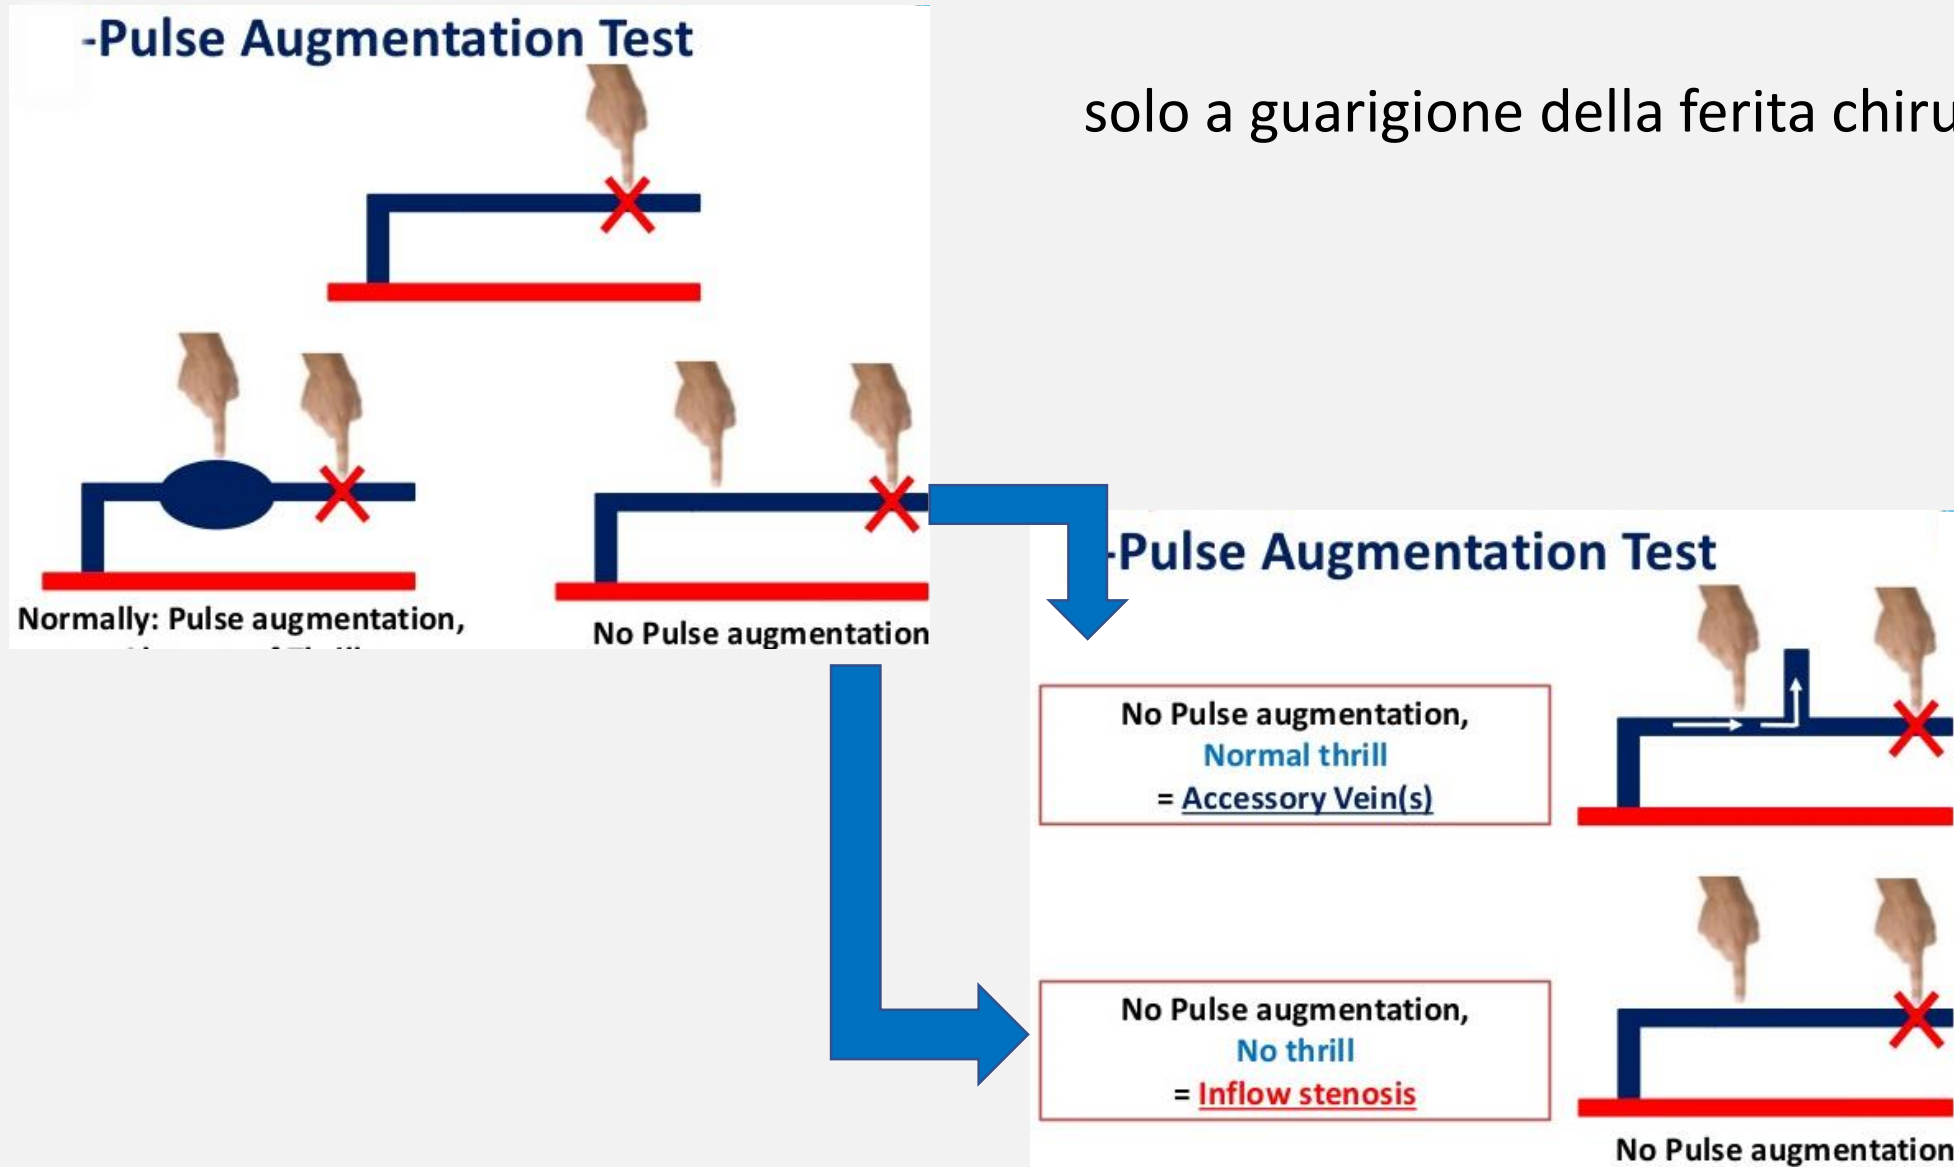 -Pulse Augmentation Test
solo a guarigione della ferita
Normally: Pulse augmentation,
No Pulse augmentation
-Pulse Augmentation Test
No Pulse augmentation,
Normal thrill
= Accessory Vein(s)
No Pulse augmentation,
No thrill
= Inflow stenosis
No Pulse augmentation